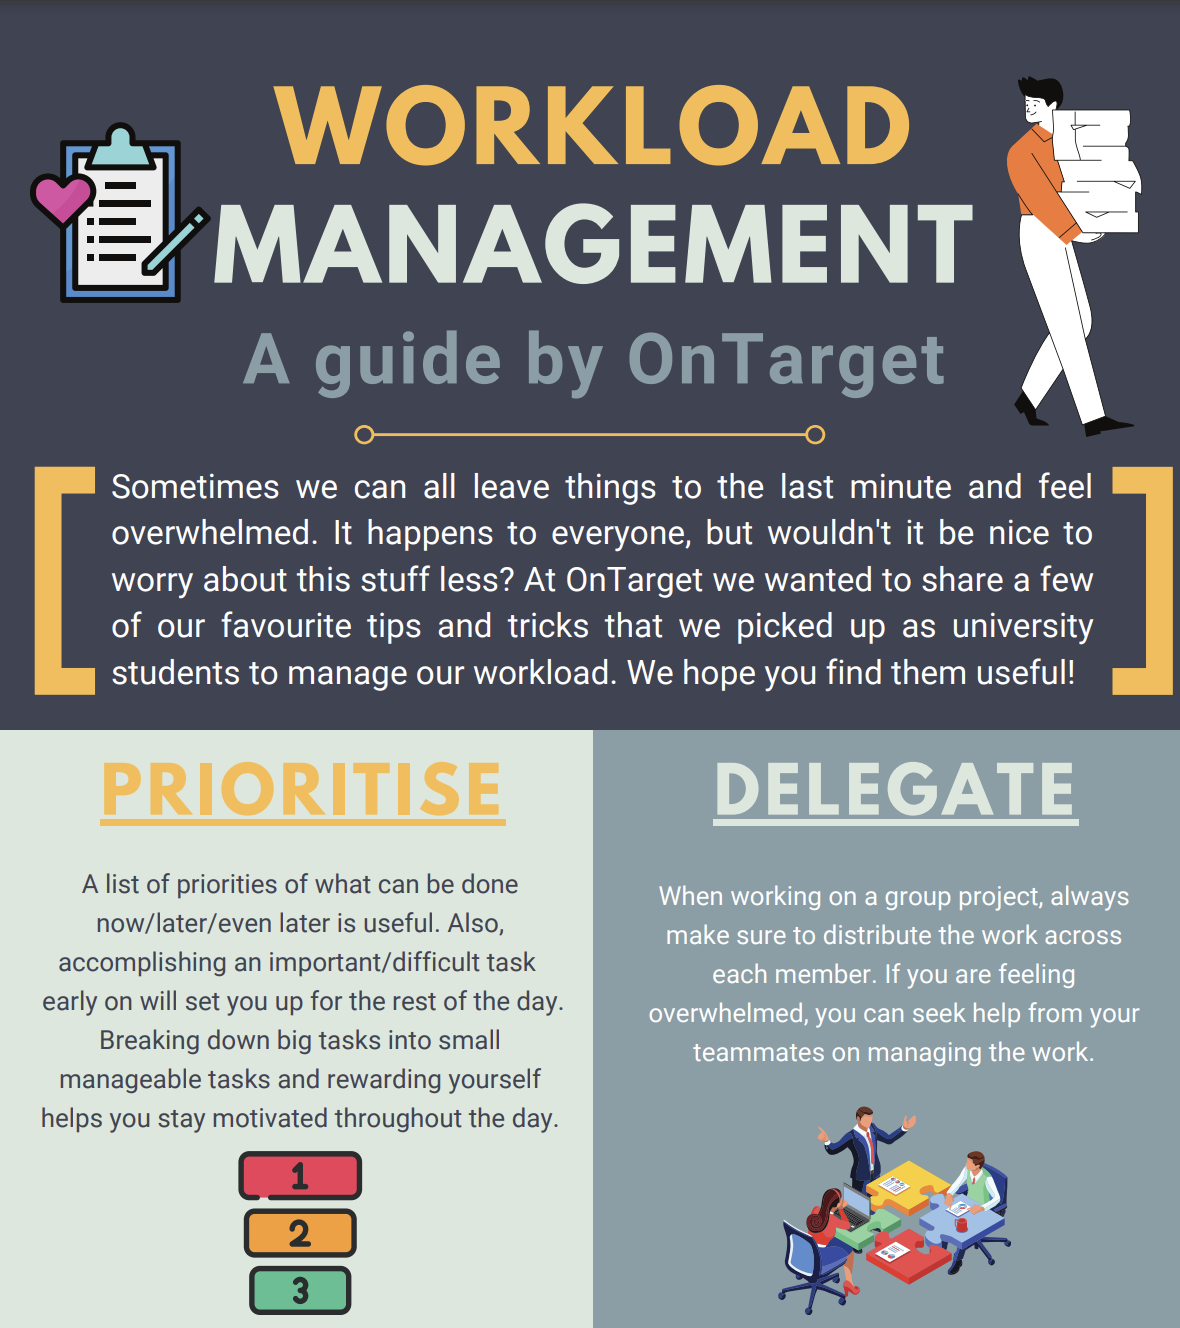 WORKLOAD
MANAGEMENT
A guide by OnTarget
Sometimes we can all leave things to the last minute and feel
overwhelmed. It happens to everyone, but wouldn't it be nice to
worry about this stuff less? At OnTarget we wanted to share a few
of our favourite tips and tricks that we picked up as university
students to manage our workload. We hope you find them useful!
PRIORITISE
A list of priorities of what can be done
now/later/even later is useful. Also,
accomplishing an important/difficult task
early on will set you up for the rest of the day.
Breaking down big tasks into small
manageable tasks and rewarding yourself
helps you stay motivated throughout the day.
1
2
3
DELEGATE
When working on a group project, always
make sure to distribute the work across
each member. If you are feeling
overwhelmed, you can seek help from your
teammates on managing the work.